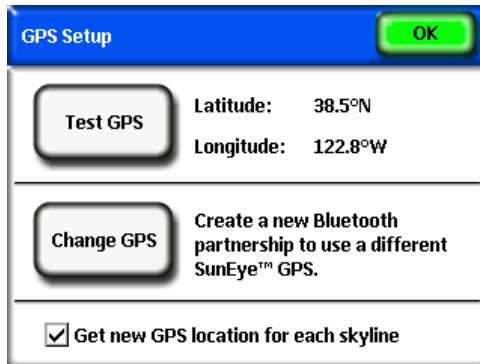 GPS Setup
OK
Test GPS
Latitude: 38.5°N
Longitude: 122.8°W
Change GPS
Create a new Bluetooth
partnership to use a different
SunEye™ GPS.
Get new GPS location for each skyline